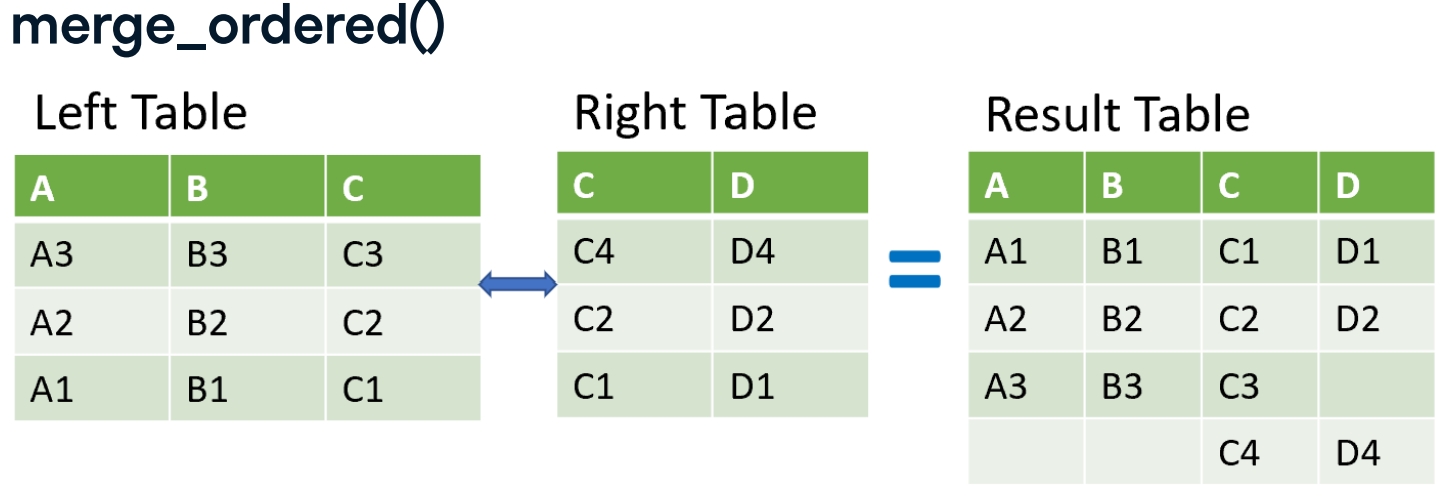 merge_ordered()
Left Table
A B C
A3 B3 C3
A2 B2 C2
A1 B1 C1
Right Table
C D
C4 D4
C2 D2
C1 D1
=
Result Table
A B C D
A1 B1 C1 D1
A2 B2 C2 D2
A3 B3 C3
C4 D4